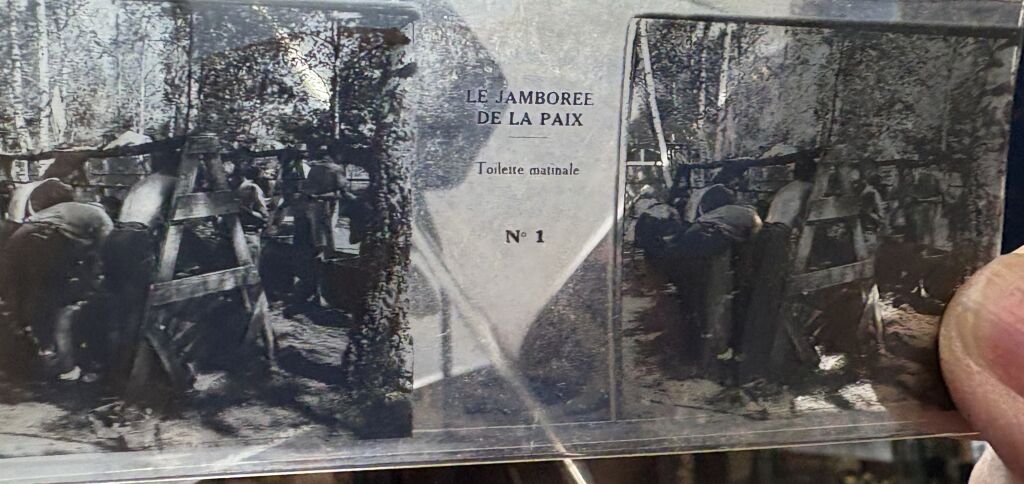 LE JAMBOREE
DE LA PAIX
Toilette matinale
N° 1